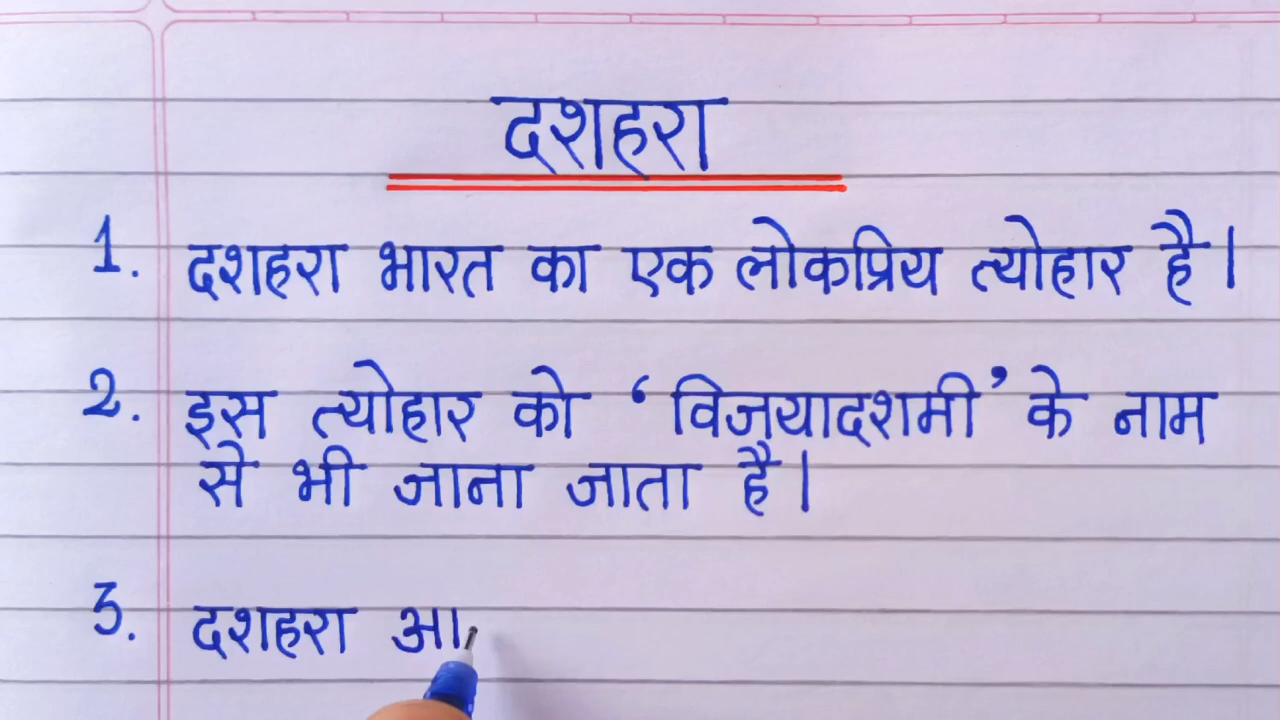 दशहरा
1. दशहरा भारत का एक लोकप्रिय त्योहार है।
2. इस त्योहार को ‘विजयादशमी’ के नाम
से भी जाना जाता है।
3. दशहरा आ